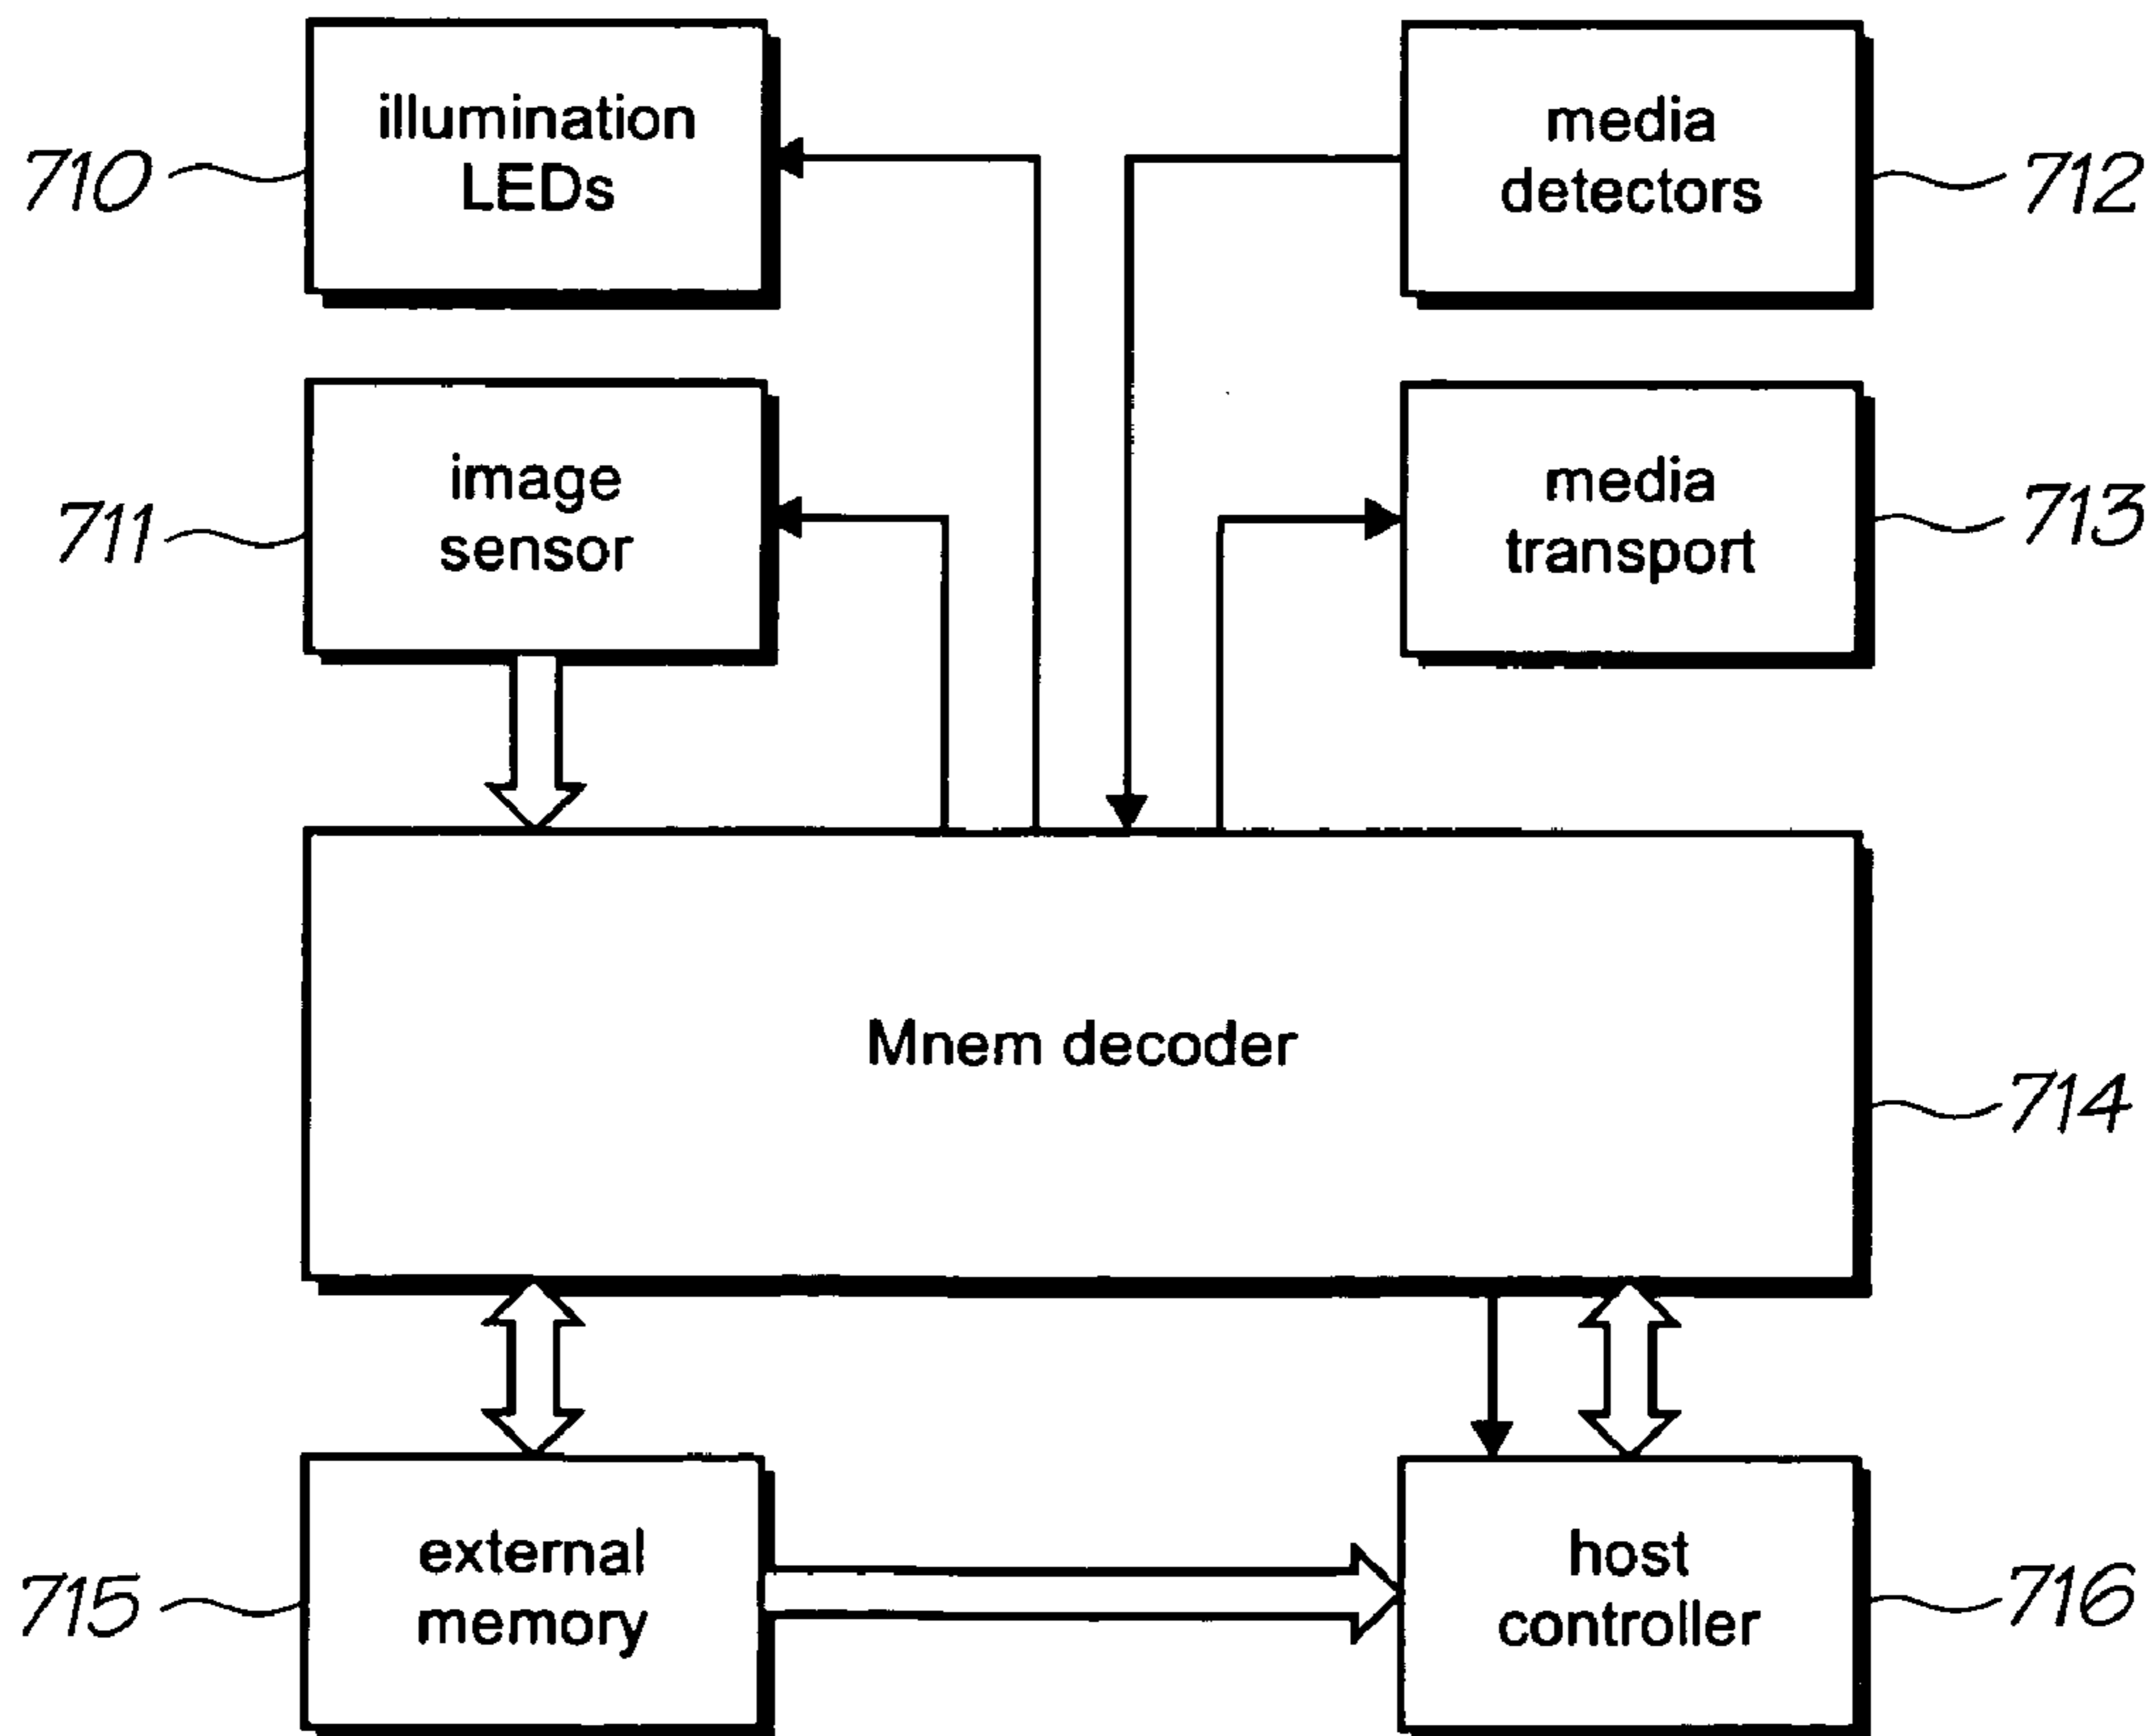 illumination
LEDs
710
media
detectors
712
image
sensor
711
media
transport
713
Mnem decoder
714
external
memory
715
host
controller
716